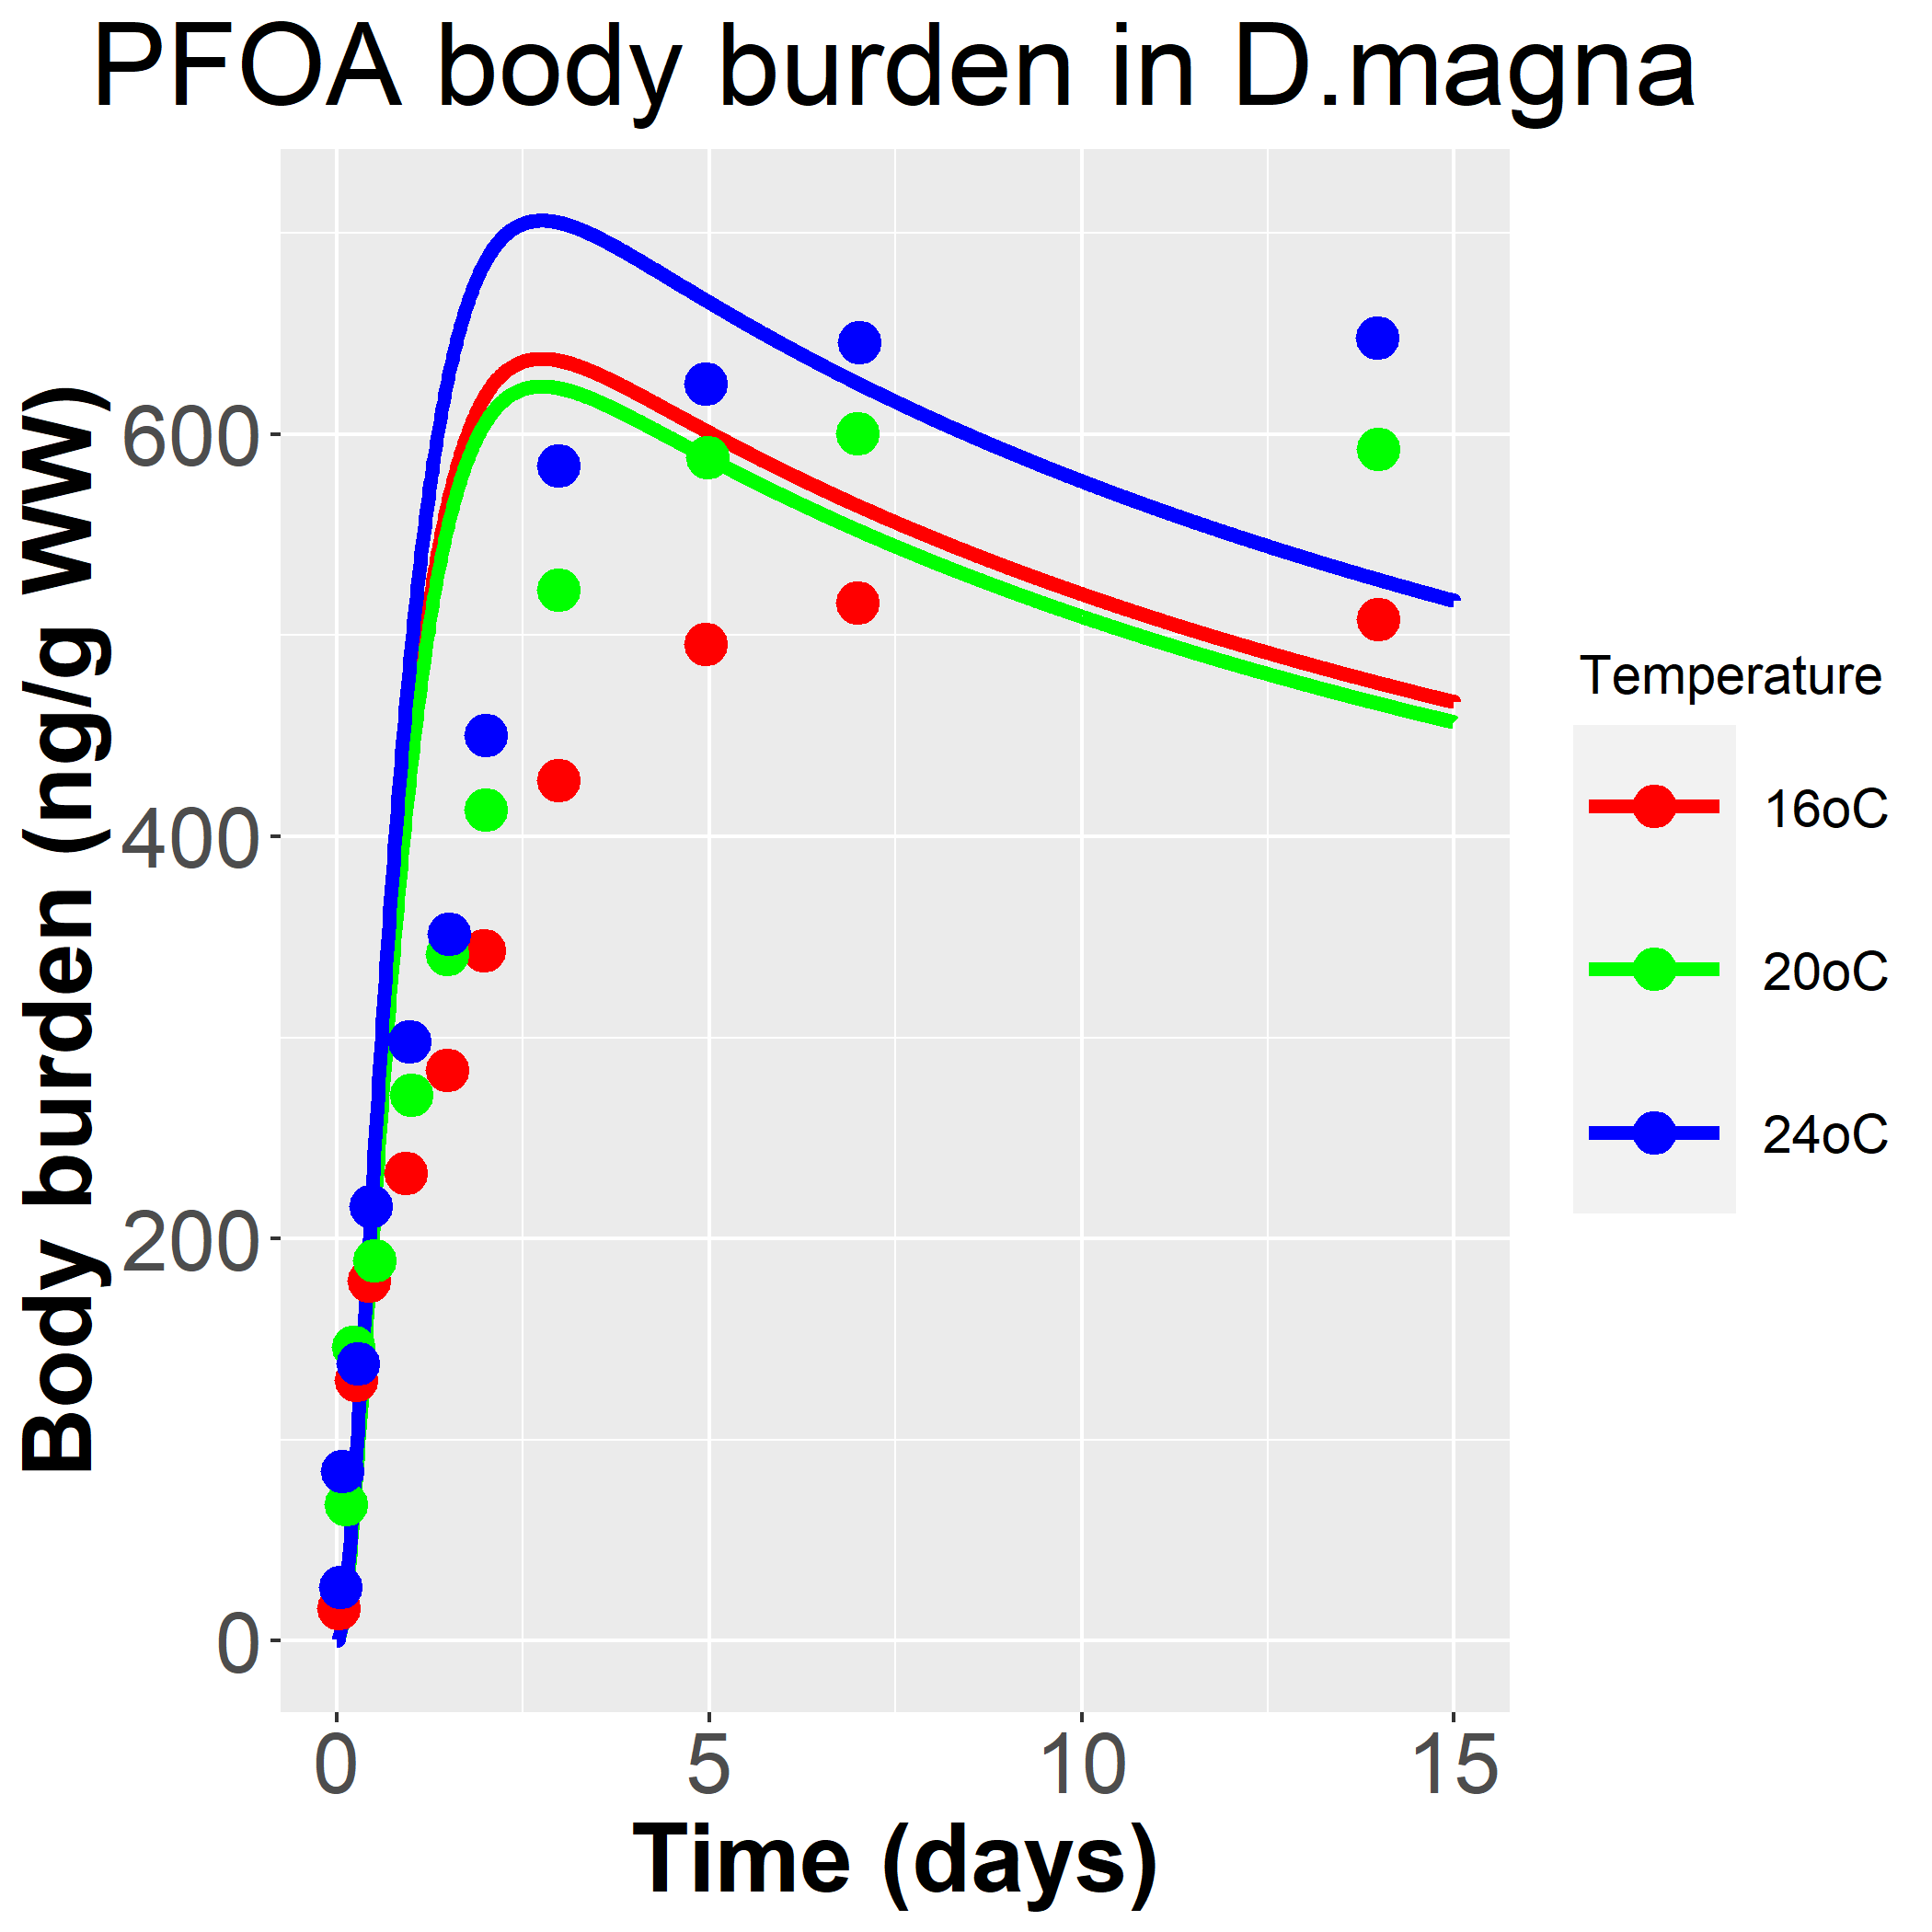 PFOA body burden in D.magna
Body burden (ng/g WW)
600
400
200
0
0
5
10
15
Time (days)
Temperature
16oC
20oC
24oC